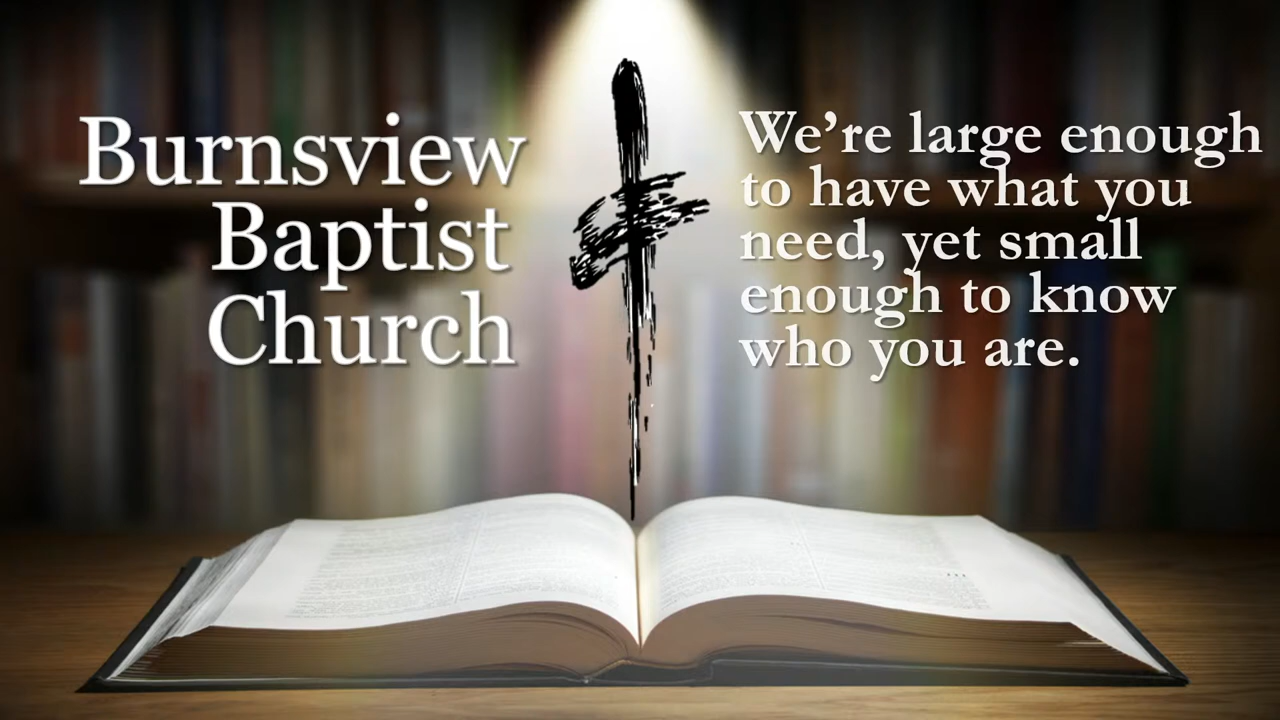 Burnsview
Baptist
Church
We’re large enough
to have what you
need, yet small
enough to know
who you are.